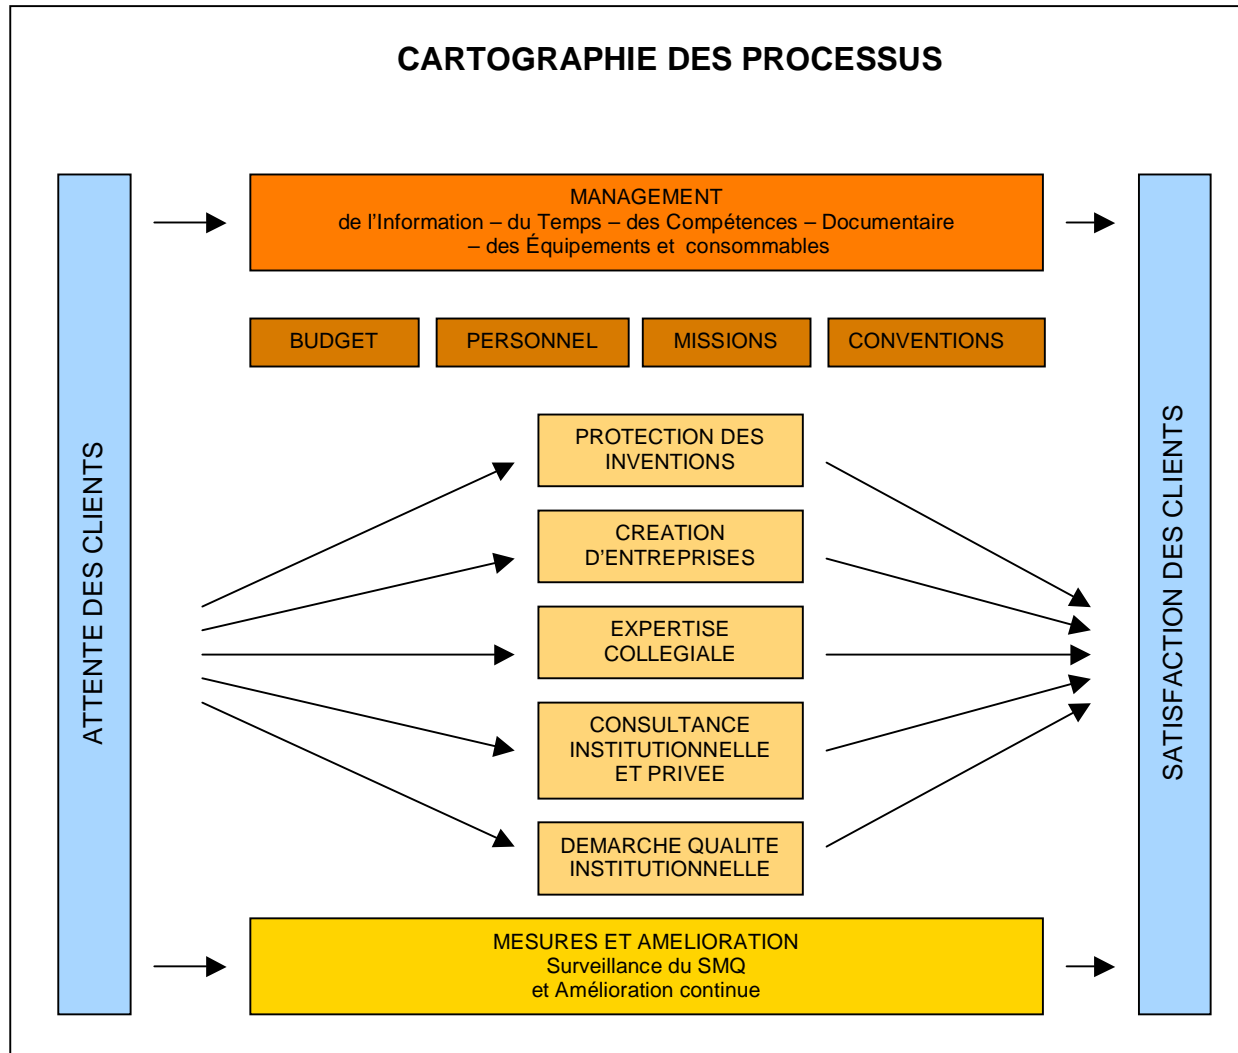 CARTOGRAPHIE DES PROCESSUS
ATTENTE DES CLIENTS
MANAGEMENT
de l'Information – du Temps – des Compétences – Documentaire
– des Équipements et consommables
BUDGET
PERSONNEL
MISSIONS
CONVENTIONS
PROTECTION DES
INVENTIONS
CREATION
D'ENTREPRISES
EXPERTISE
COLLEGIALE
CONSULTANCE
INSTITUTIONNELLE
ET PRIVEE
DEMARCHE QUALITE
INSTITUTIONNELLE
MESURES ET AMELIORATION
Surveillance du SMQ
et Amélioration continue
SATISFACTION DES CLIENTS